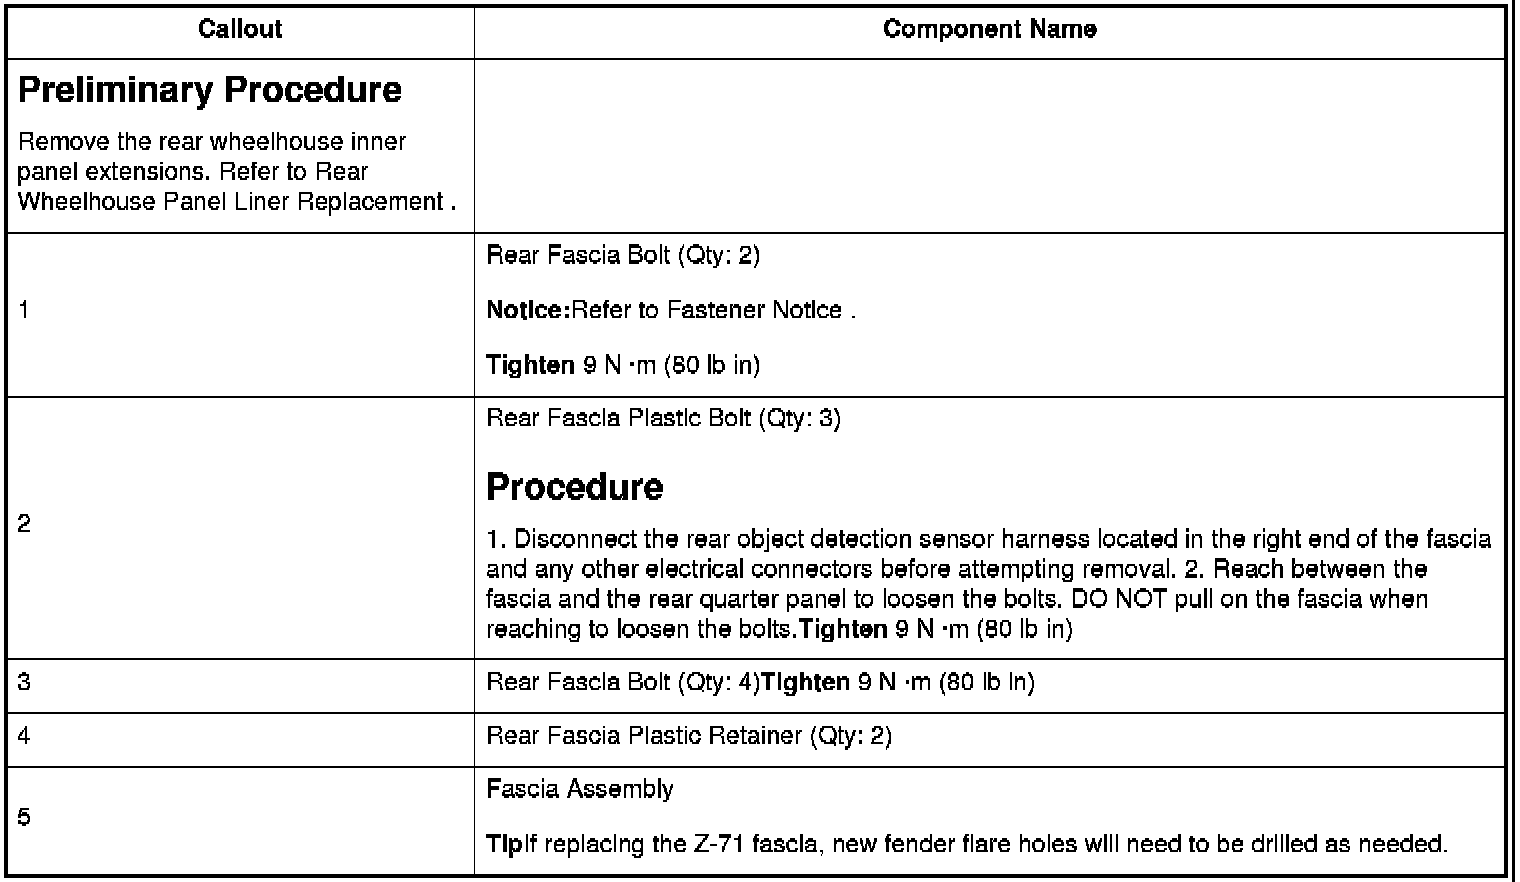 Callout
Component Name
Preliminary Procedure
Remove the rear wheelhouse inner
panel extensions. Refer to Rear
Wheelhouse Panel Liner Replacement .
1
Rear Fascia Bolt (Qty: 2)
Notice:Refer to Fastener Notice .
Tighten 9 N ·m (80 lb in)
2
Rear Fascia Plastic Bolt (Qty: 3)
Procedure
1. Disconnect the rear object detection sensor harness located in the right end of the fascia
and any other electrical connectors before attempting removal. 2. Reach between the
fascia and the rear quarter panel to loosen the bolts. DO NOT pull on the fascia when
reaching to loosen the bolts.Tighten 9 N ·m (80 lb in)
3
Rear Fascia Bolt (Qty: 4)Tighten 9 N ·m (80 lb in)
4
Rear Fascia Plastic Retainer (Qty: 2)
5
Fascia Assembly
TipIf replacing the Z-71 fascia, new fender flare holes will need to be drilled as needed.